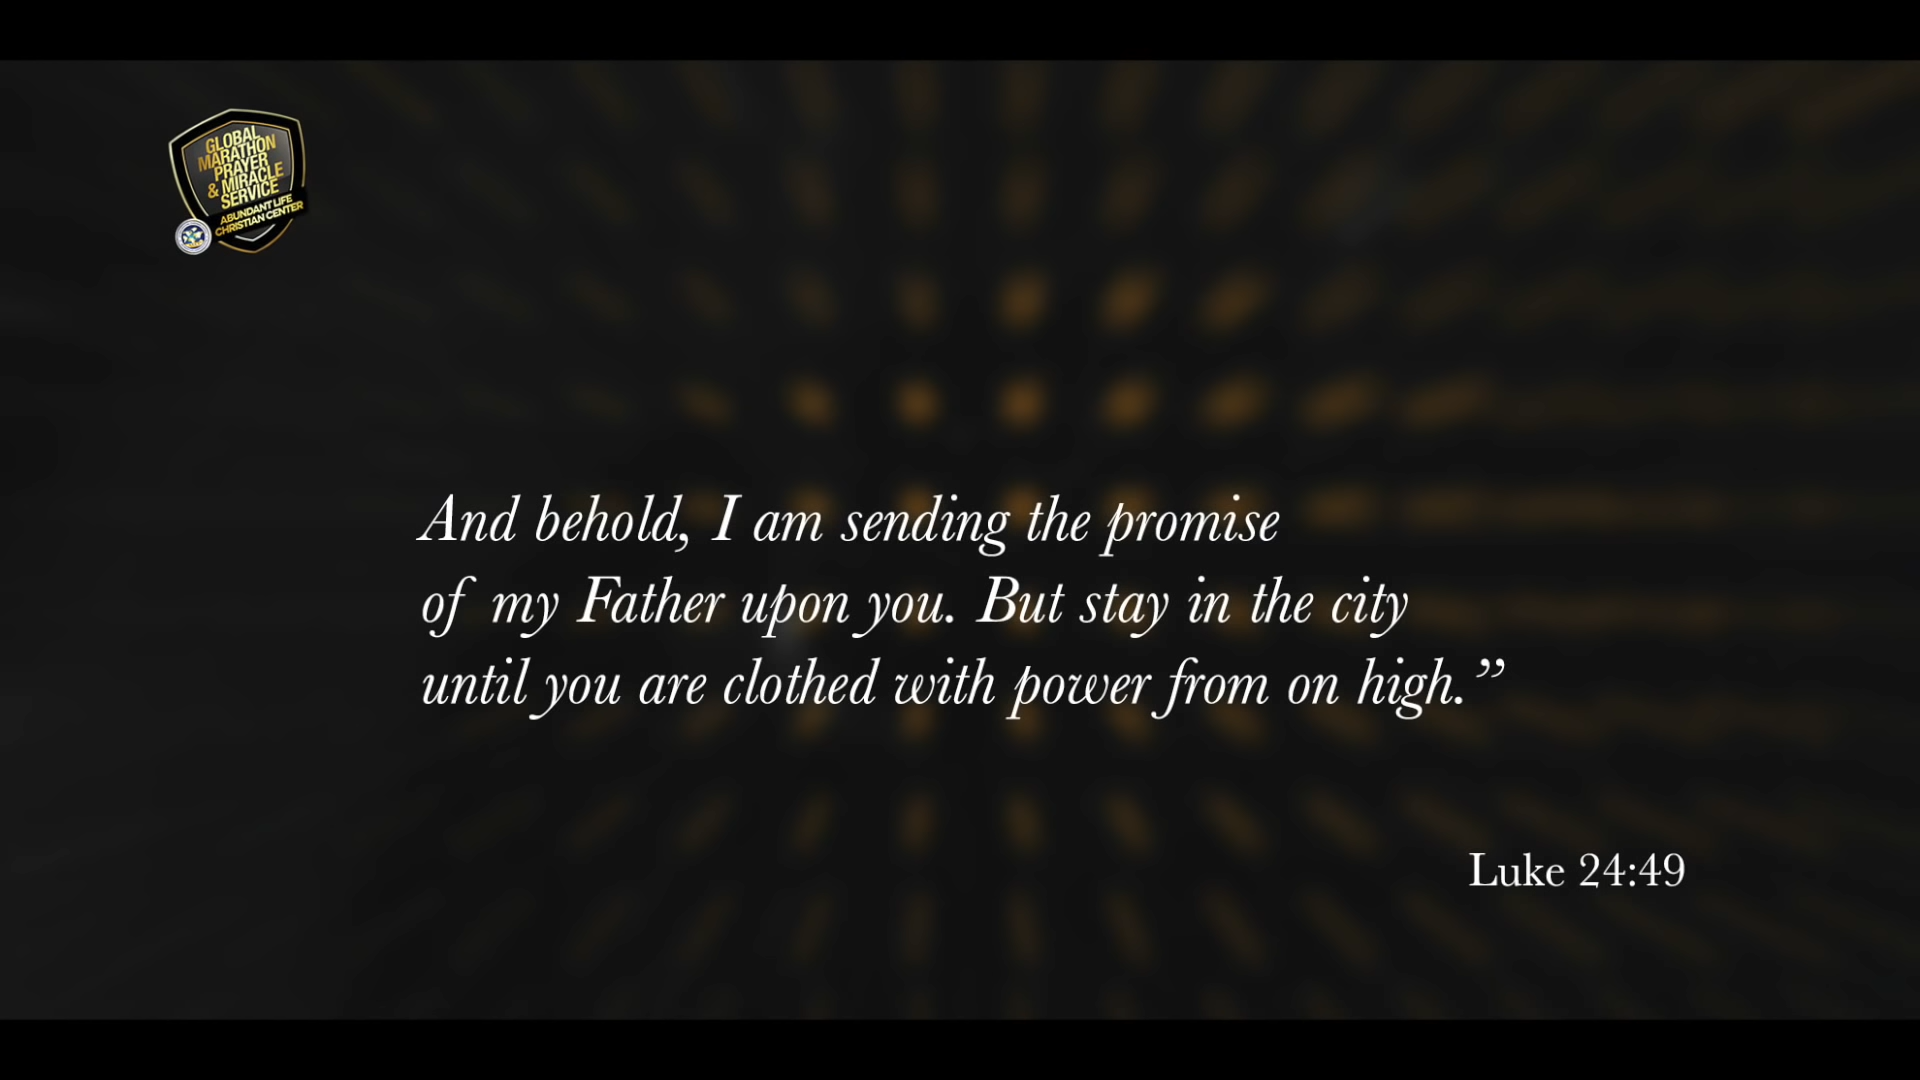 GLOBAL
MARATHON
PRAYER
& MIRACLE
SERVICE
ABUNDANT LIFE
CHRISTIAN CENTER
And behold, I am sending the promise
of my Father upon you. But stay in the city
until you are clothed with power from on high.”
Luke 24:49